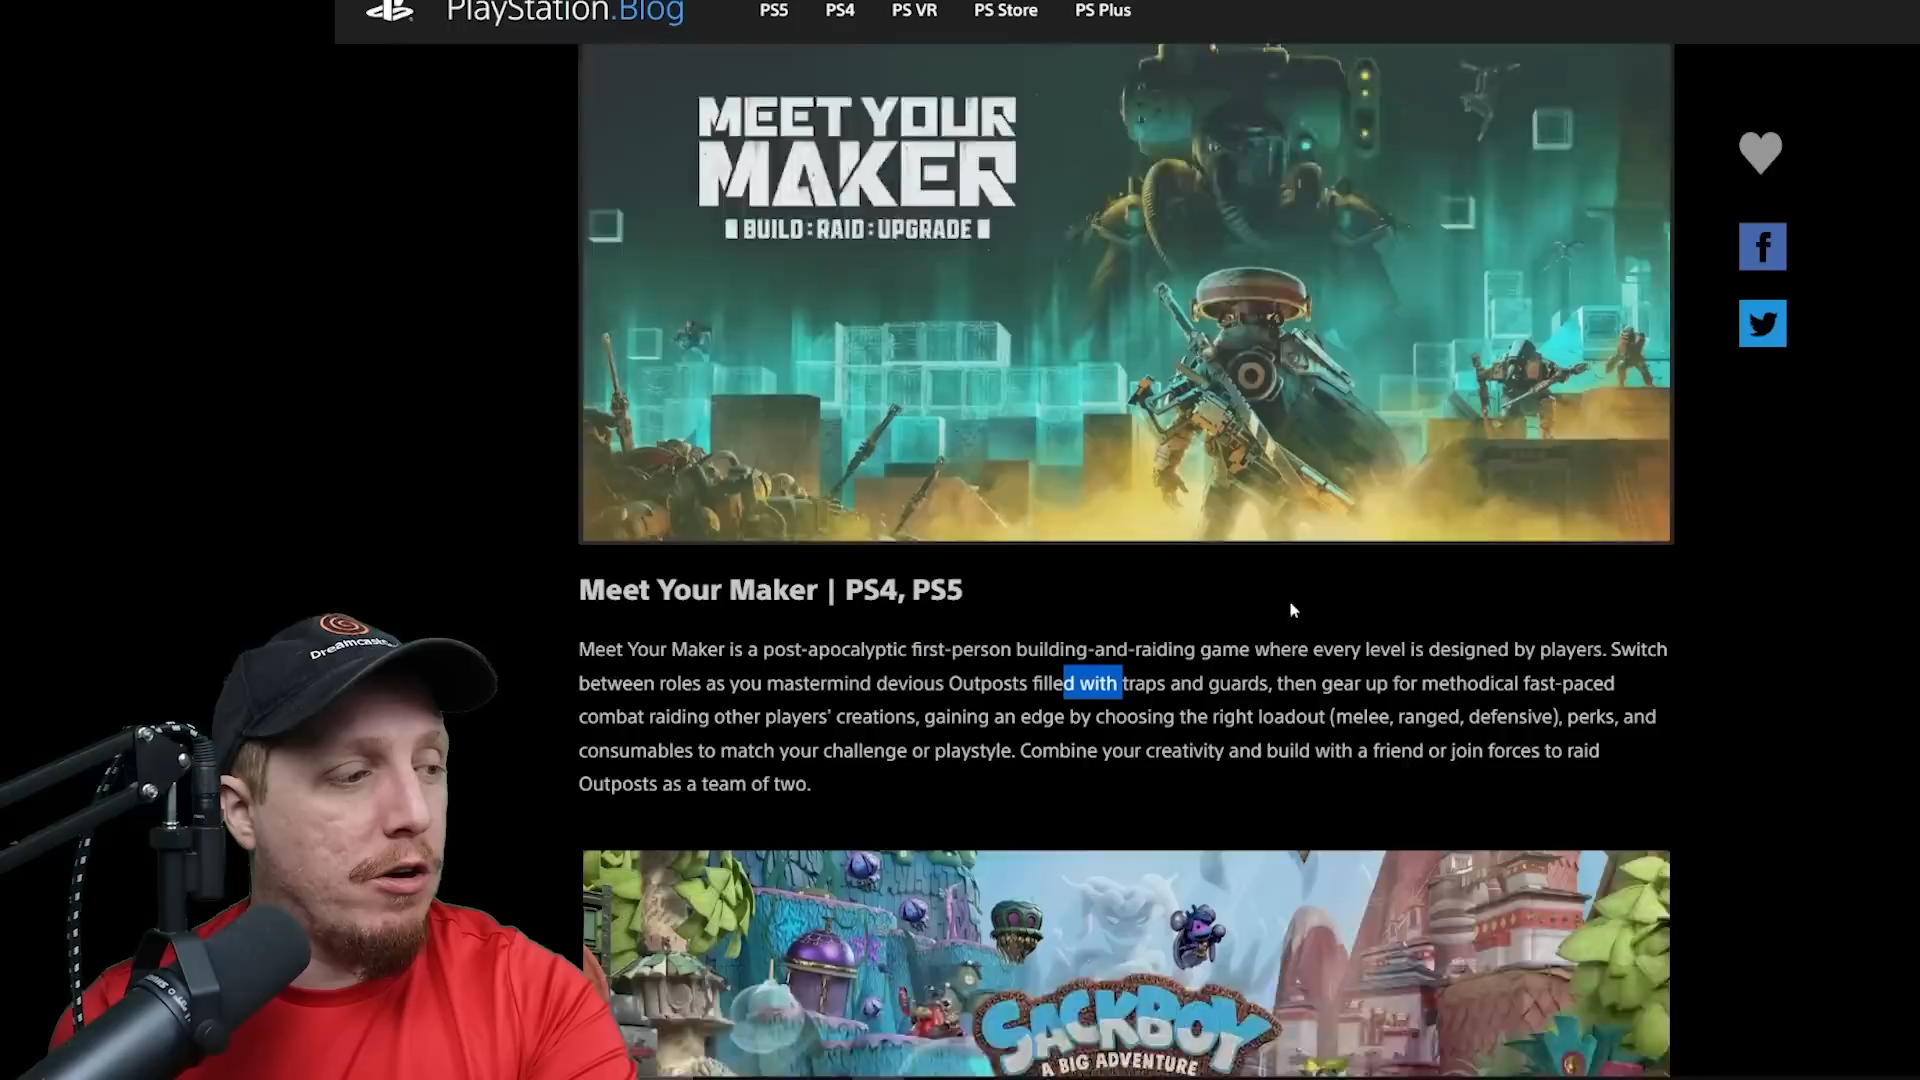 PlayStation.Blog
PS5 PS4 PS VR PS Store PS Plus
MEET YOUR
MAKER
BUILD : RAID : UPGRADE
f
Meet Your Maker | PS4, PS5
Meet Your Maker is a post-apocalyptic first-person building-and-raiding game where every level is designed by players. Switch
between roles as you mastermind devious Outposts filled with traps and guards, then gear up for methodical fast-paced
combat raiding other players' creations, gaining an edge by choosing the right loadout (melee, ranged, defensive), perks, and
consumables to match your challenge or playstyle. Combine your creativity and build with a friend or join forces to raid
Outposts as a team of two.
Dreamcast
SACKBOY
A BIG ADVENTURE